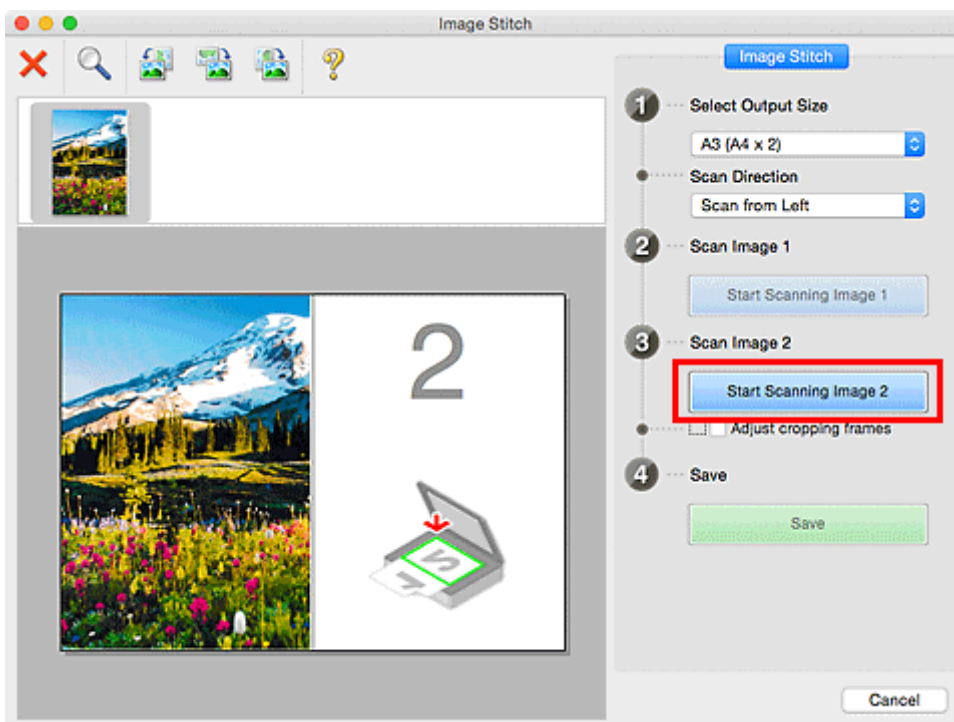 Image Stitch
Image Stitch
1 Select Output Size
A3 (A4 x 2)
Scan Direction
Scan from Left
2 Scan Image 1
Start Scanning Image 1
3 Scan Image 2
Start Scanning Image 2
Adjust cropping frames
4 Save
Save
2
1 2
Cancel